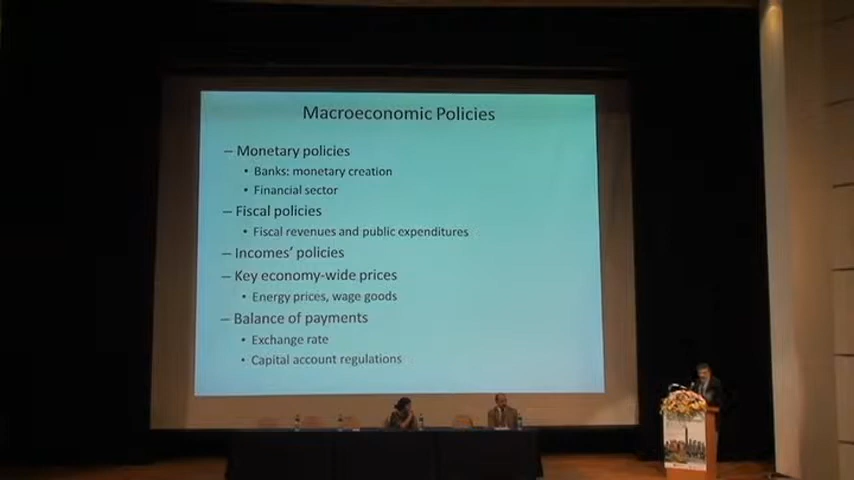 Macroeconomic Policies
– Monetary policies
• Banks: monetary creation
• Financial sector
– Fiscal policies
• Fiscal revenues and public expenditures
– Incomes' policies
– Key economy-wide prices
• Energy prices, wage goods
– Balance of payments
• Exchange rate
• Capital account regulations